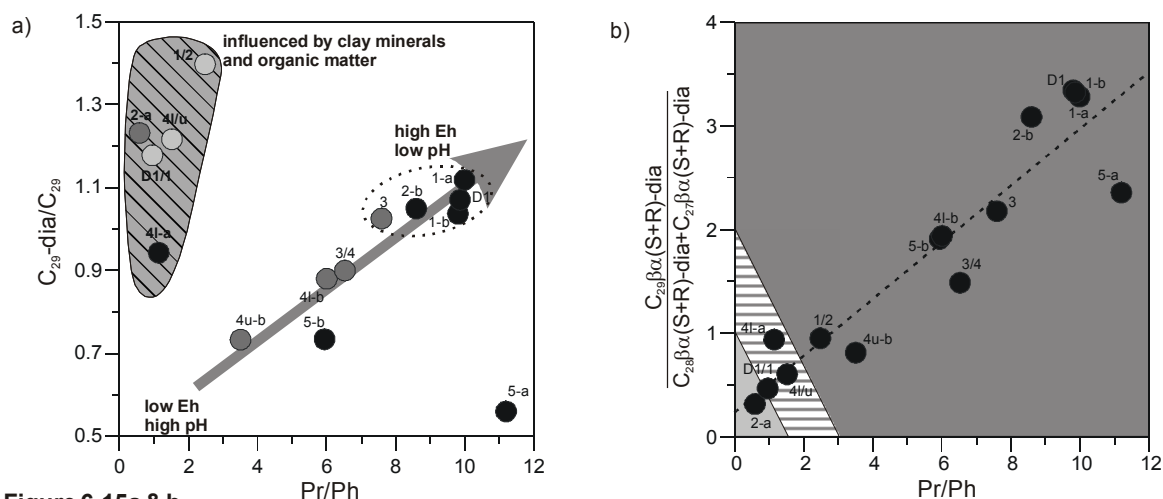 a)
1.5
1.3
1.1
0.9
0.7
0.5
C₂₉-dia/C₂₉
influenced by clay minerals
and organic matter
1/2
2-a
4l/u
D1/1
4l-a
high Eh
low pH
1-a
2-b
D1
3
1-b
3/4
4l-b
4u-b
5-b
5-a
low Eh
high pH
0 2 4 6 8 10 12
Pr/Ph
b)
4
3
2
1
0
C₂₉βα(S+R)-dia
C₂₈βα(S+R)-dia+C₂₇βα(S+R)-dia
D1
1-b
1-a
2-b
5-a
3
4l-b
5-b
3/4
1/2
4l-a
4u-b
D1/1
4l/u
2-a
0 2 4 6 8 10 12
Pr/Ph